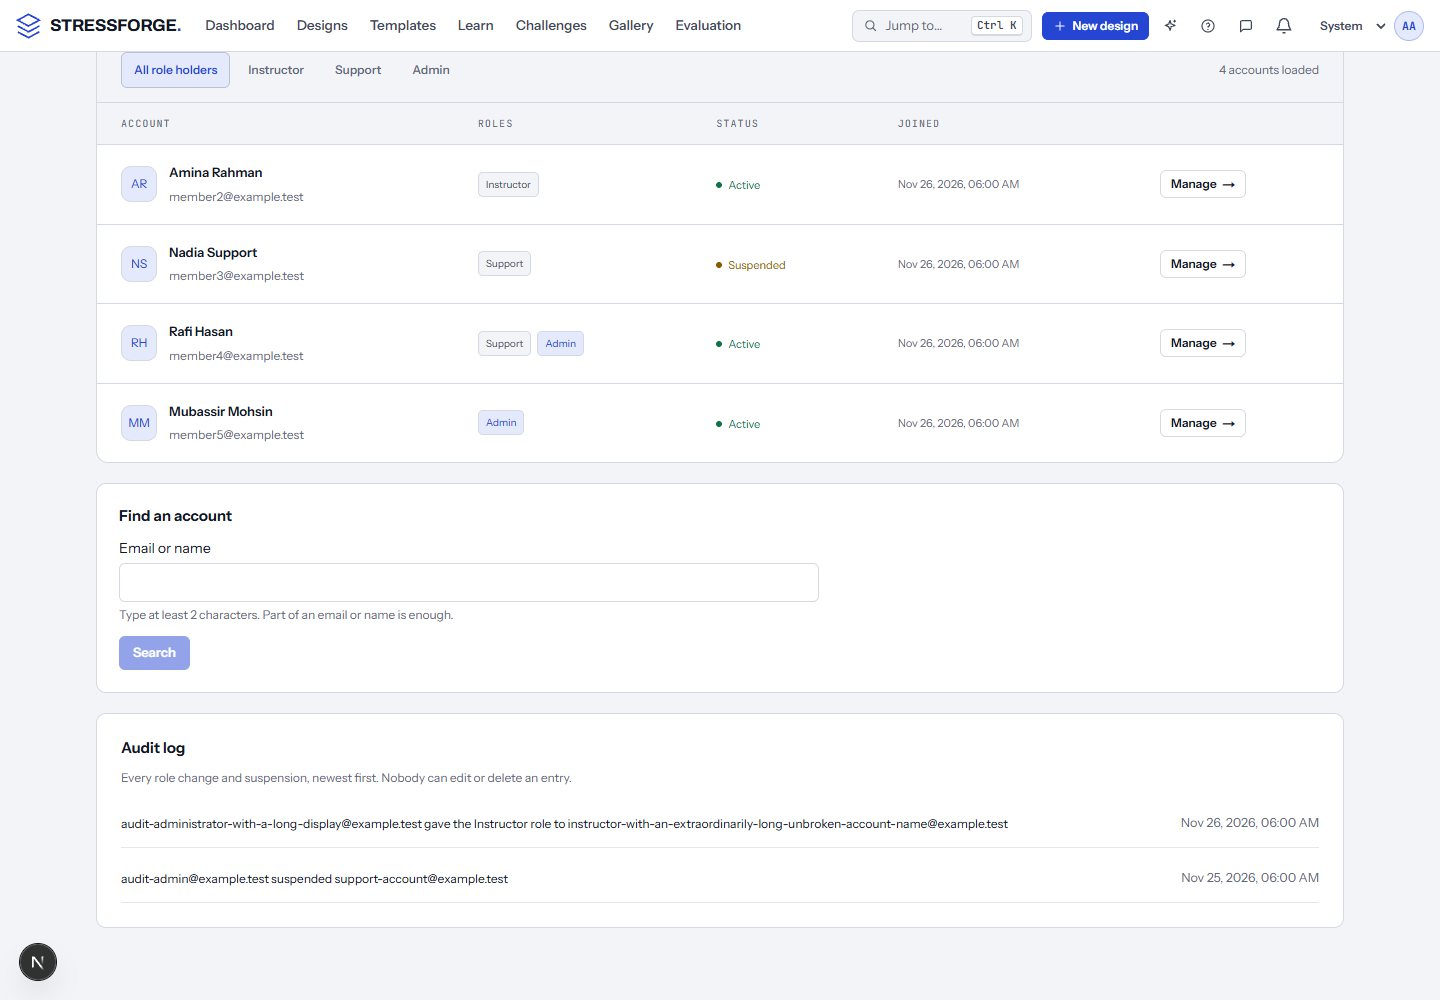 STRESSFORGE.
Dashboard Designs Templates Learn Challenges Gallery Evaluation
Jump to... Ctrl K
+ New design
System
AA
All role holders Instructor Support Admin
4 accounts loaded
ACCOUNT ROLES STATUS JOINED
AR
Amina Rahman
member2@example.test
Instructor
Active
Nov 26, 2026, 06:00 AM
Manage →
NS
Nadia Support
member3@example.test
Support
Suspended
Nov 26, 2026, 06:00 AM
Manage →
RH
Rafi Hasan
member4@example.test
Support Admin
Active
Nov 26, 2026, 06:00 AM
Manage →
MM
Mubassir Mohsin
member5@example.test
Admin
Active
Nov 26, 2026, 06:00 AM
Manage →
Find an account
Email or name
Type at least 2 characters. Part of an email or name is enough.
Search
Audit log
Every role change and suspension, newest first. Nobody can edit or delete an entry.
audit-administrator-with-a-long-display@example.test gave the Instructor role to instructor-with-an-extraordinarily-long-unbroken-account-name@example.test
Nov 26, 2026, 06:00 AM
audit-admin@example.test suspended support-account@example.test
Nov 25, 2026, 06:00 AM
N